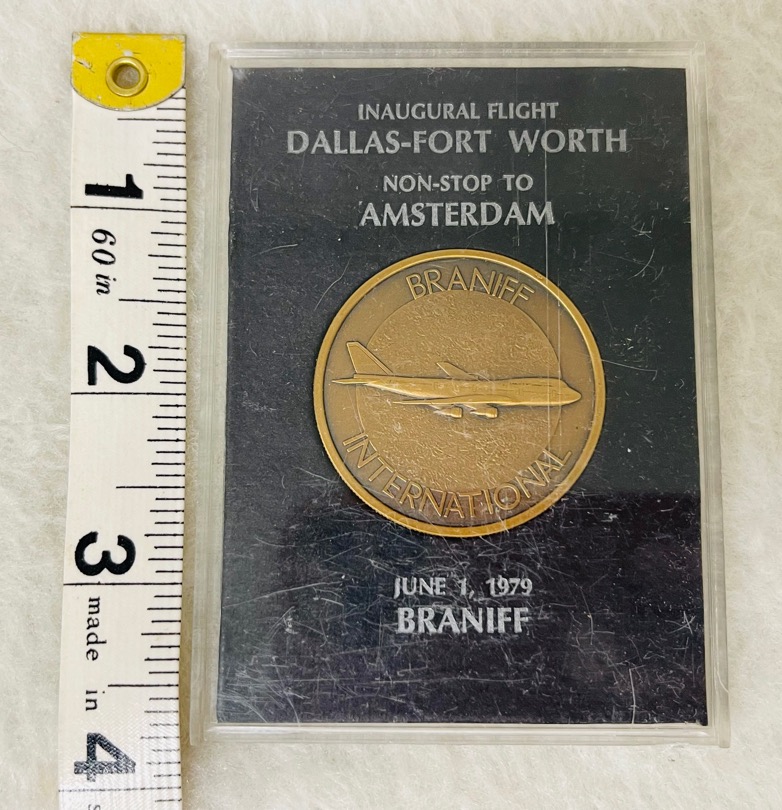 INAUGURAL FLIGHT
DALLAS-FORT WORTH
NON-STOP TO
AMSTERDAM
BRANIFF
INTERNATIONAL
JUNE 1, 1979
BRANIFF
1
60 in
2
3
made in
4